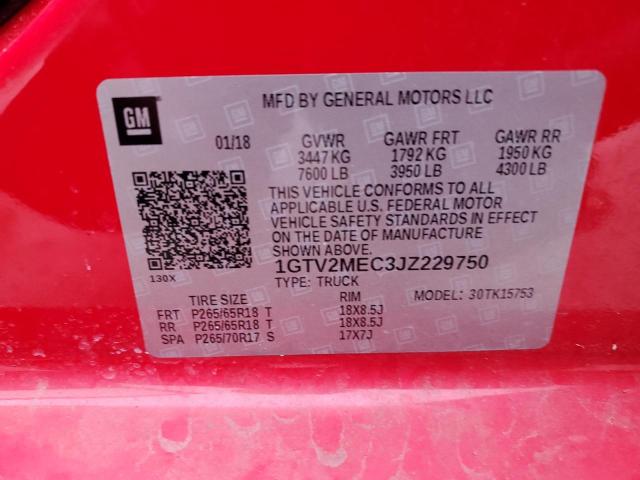 MFD BY GENERAL MOTORS LLC
GM
01/18 GVWR GAWR FRT GAWR RR
3447 KG 1792 KG 1950 KG
7600 LB 3950 LB 4300 LB
THIS VEHICLE CONFORMS TO ALL
APPLICABLE U.S. FEDERAL MOTOR
VEHICLE SAFETY STANDARDS IN EFFECT
ON THE DATE OF MANUFACTURE
SHOWN ABOVE.
1GTV2MEC3JZ229750
130X
TYPE: TRUCK MODEL: 30TK15753
TIRE SIZE RIM
FRT P265/65R18 T 18X8.5J
RR P265/65R18 T 18X8.5J
SPA P265/70R17 S 17X7J